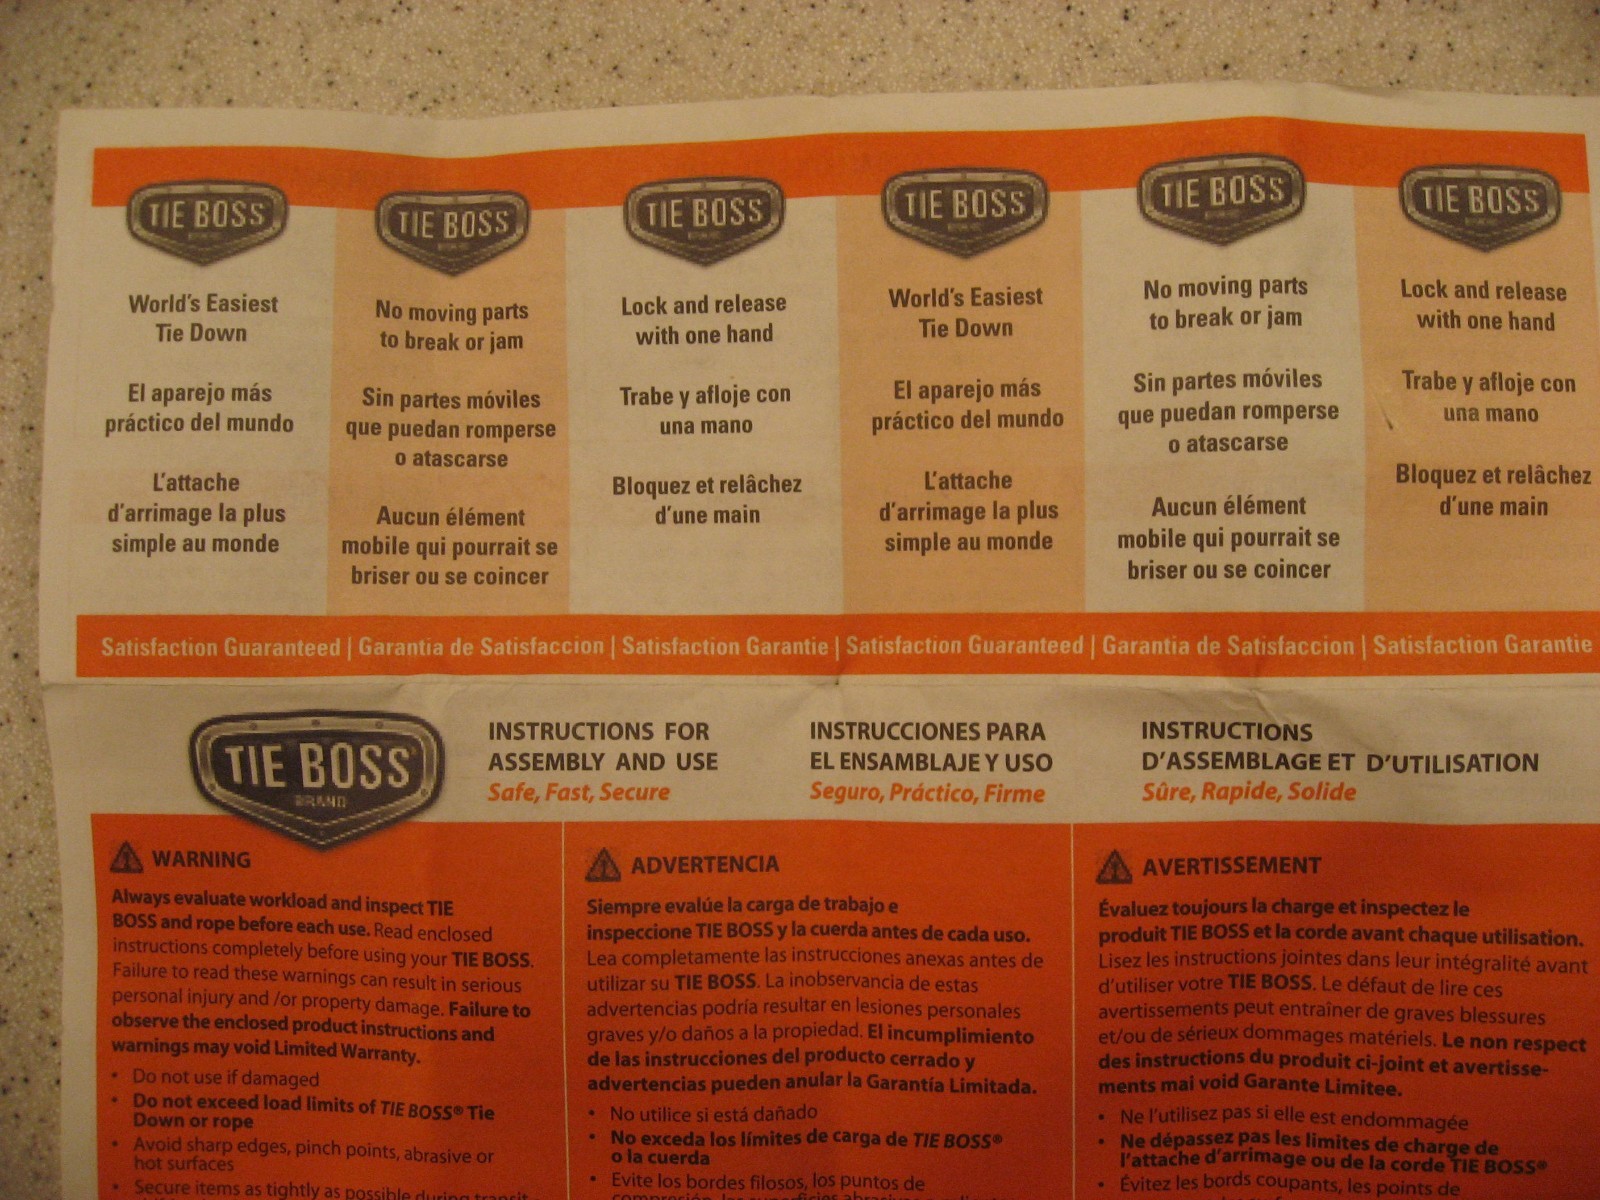 TIE BOSS
World's Easiest
Tie Down
El aparejo más
práctico del mundo
L'attache
d'arrimage la plus
simple au monde
TIE BOSS
No moving parts
to break or jam
Sin partes móviles
que puedan romperse
o atascarse
Aucun élément
mobile qui pourrait se
briser ou se coincer
TIE BOSS
Lock and release
with one hand
Trabe y afloje con
una mano
Bloquez et relâchez
d'une main
TIE BOSS
World's Easiest
Tie Down
El aparejo más
práctico del mundo
L'attache
d'arrimage la plus
simple au monde
TIE BOSS
No moving parts
to break or jam
Sin partes móviles
que puedan romperse
o atascarse
Aucun élément
mobile qui pourrait se
briser ou se coincer
TIE BOSS
Lock and release
with one hand
Trabe y afloje con
una mano
Bloquez et relâchez
d'une main
Satisfaction Guaranteed | Garantia de Satisfaccion | Satisfaction Garantie | Satisfaction Guaranteed | Garantia de Satisfaccion | Satisfaction Garantie
TIE BOSS
BRAND
INSTRUCTIONS FOR
ASSEMBLY AND USE
Safe, Fast, Secure
INSTRUCCIONES PARA
EL ENSAMBLAJE Y USO
Seguro, Práctico, Firme
INSTRUCTIONS
D'ASSEMBLAGE ET D'UTILISATION
Sûre, Rapide, Solide
WARNING
Always evaluate workload and inspect TIE
BOSS and rope before each use. Read enclosed
instructions completely before using your TIE BOSS.
Failure to read these warnings can result in serious
personal injury and /or property damage. Failure to
observe the enclosed product instructions and
warnings may void Limited Warranty.
• Do not use if damaged
• Do not exceed load limits of TIE BOSS® Tie
Down or rope
• Avoid sharp edges, pinch points, abrasive or
hot surfaces
• Secure items as tightly as possible during transit
ADVERTENCIA
Siempre evalúe la carga de trabajo e
inspeccione TIE BOSS y la cuerda antes de cada uso.
Lea completamente las instrucciones anexas antes de
utilizar su TIE BOSS. La inobservancia de estas
advertencias podría resultar en lesiones personales
graves y/o daños a la propiedad. El incumplimiento
de las instrucciones del producto cerrado y
advertencias pueden anular la Garantía Limitada.
• No utilice si está dañado
• No exceda los límites de carga de TIE BOSS®
o la cuerda
• Evite los bordes filosos, los puntos de
AVERTISSEMENT
Évaluez toujours la charge et inspectez le
produit TIE BOSS et la corde avant chaque utilisation.
Lisez les instructions jointes dans leur intégralité avant
d'utiliser votre TIE BOSS. Le défaut de lire ces
avertissements peut entraîner de graves blessures
et/ou de sérieux dommages matériels. Le non respect
des instructions du produit ci-joint et avertisse-
ments mai void Garante Limitee.
• Ne l'utilisez pas si elle est endommagée
• Ne dépassez pas les limites de charge de
l'attache d'arrimage ou de la corde TIE BOSS®
• Évitez les bords coupants, les points de